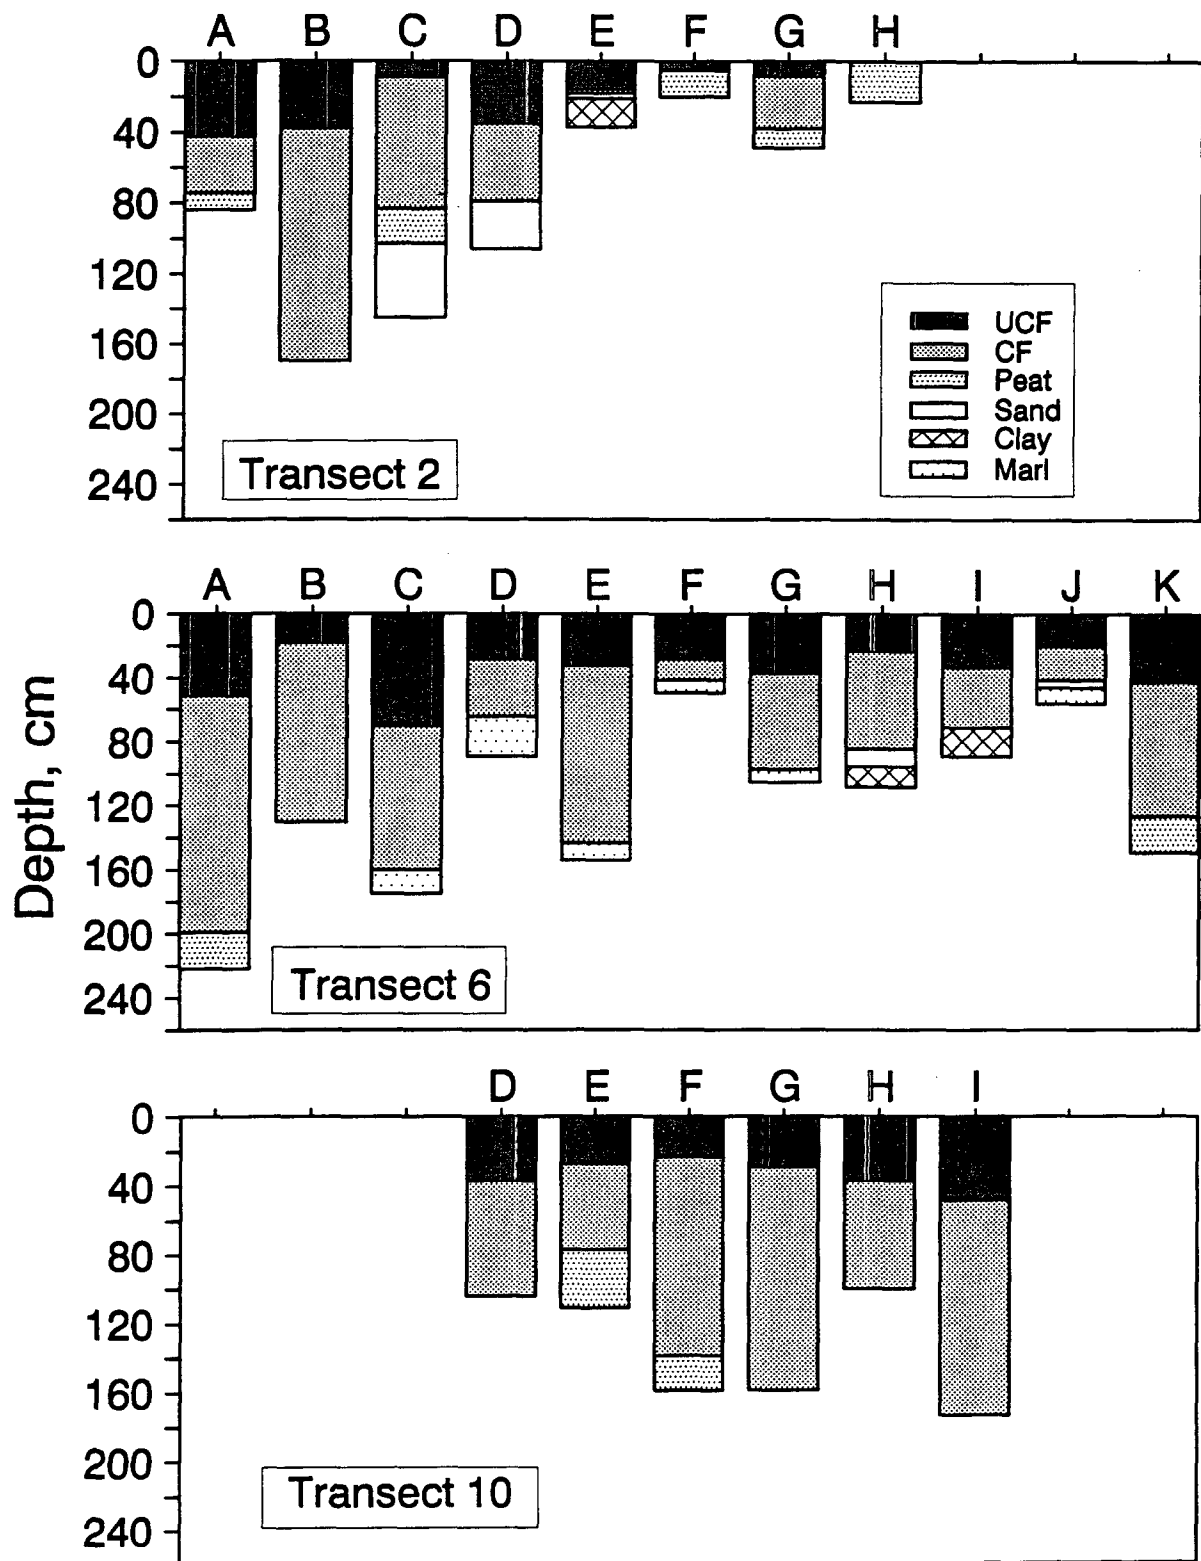 A B C D E F G H
0
40
80
120
160
200
240
UCF
CF
Peat
Sand
Clay
Marl
Transect 2
A B C D E F G H I J K
0
40
80
120
160
200
240
Depth, cm
Transect 6
D E F G H I
0
40
80
120
160
200
240
Transect 10